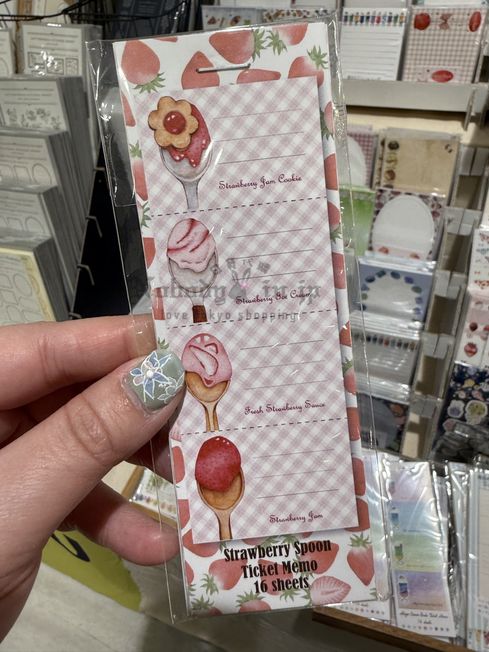 Strawberry Jam Cookie
Strawberry Ice Cream
Fresh Strawberry Sauce
Strawberry Jam
Strawberry Spoon
Ticket Memo
16 sheets